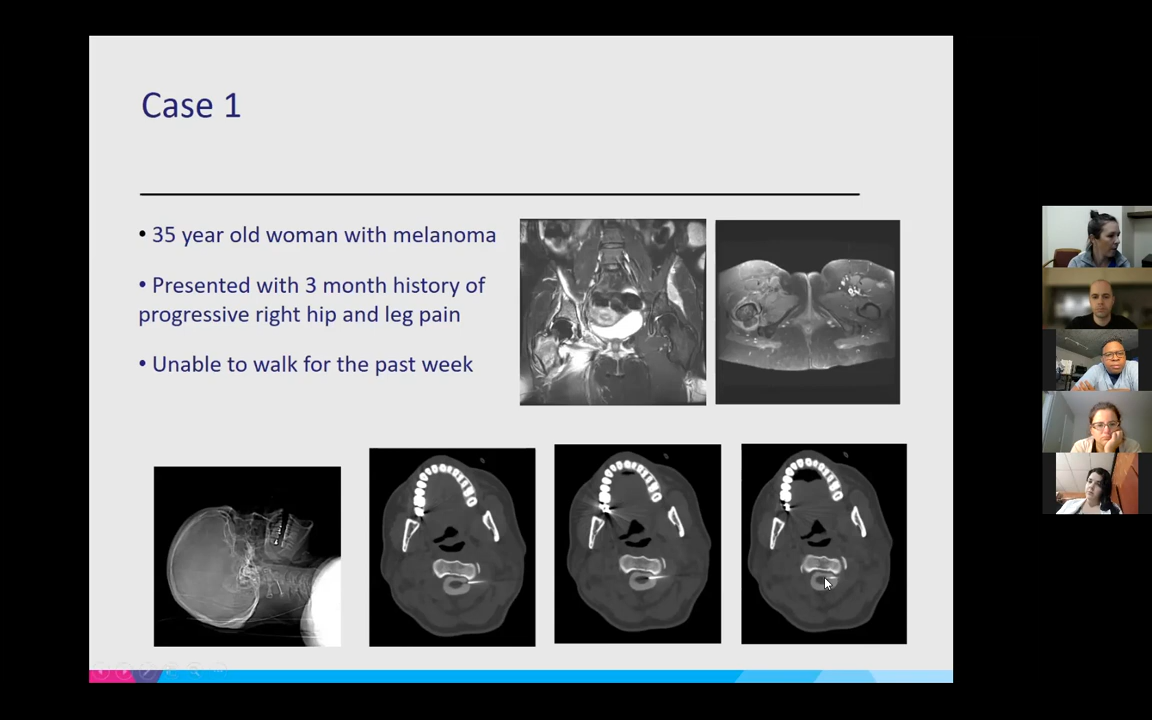 Case 1
• 35 year old woman with melanoma
• Presented with 3 month history of
progressive right hip and leg pain
• Unable to walk for the past week